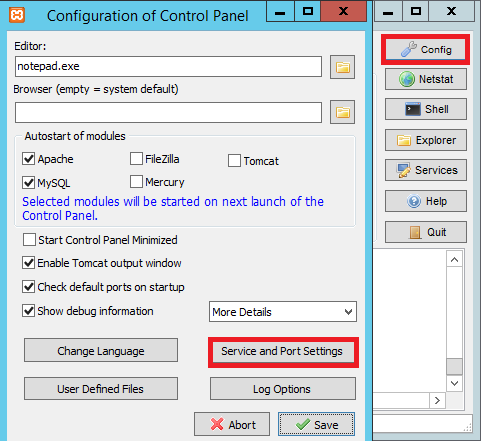 Configuration of Control Panel
Editor:
notepad.exe
Browser (empty = system default)
Autostart of modules
Apache
FileZilla
Tomcat
MySQL
Mercury
Selected modules will be started on next launch of the
Control Panel.
Start Control Panel Minimized
Enable Tomcat output window
Check default ports on startup
Show debug information
More Details
Change Language
Service and Port Settings
User Defined Files
Log Options
Abort
Save
Config
Netstat
Shell
Explorer
Services
Help
Quit